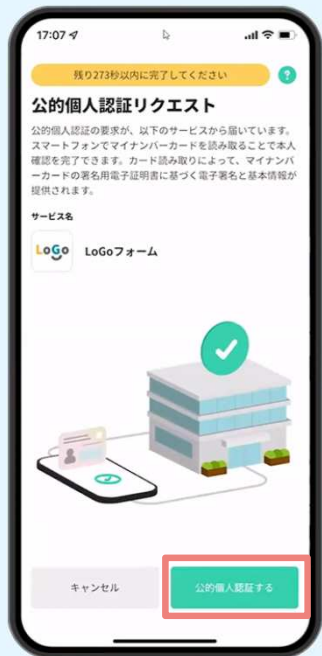 17:07
残り273秒以内に完了してください
?
公的個人認証リクエスト
公的個人認証の要求が、以下のサービスから届いています。
スマートフォンでマイナンバーカードを読み取ることで本人
確認を完了できます。カード読み取りによって、マイナンバ
ーカードの署名用電子証明書に基づく電子署名と基本情報が
提供されます。
サービス名
LoGo
LoGoフォーム
キャンセル
公的個人認証する